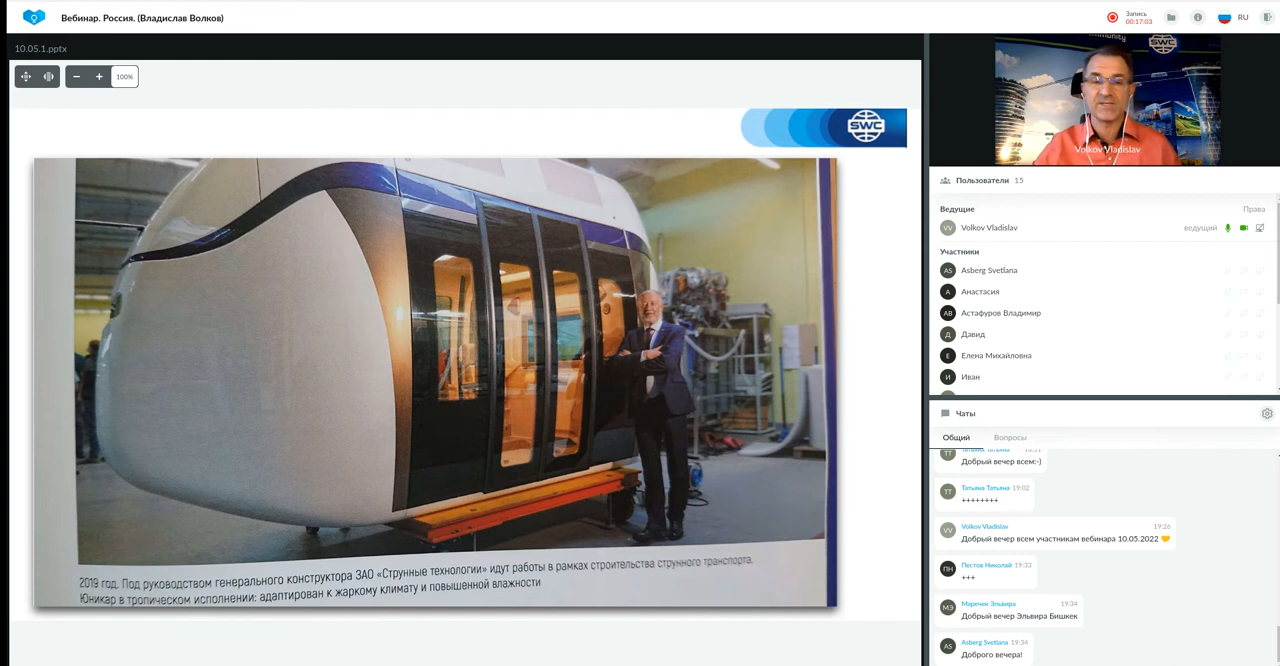 Вебинар. Россия. (Владислав Волков)
Запись
00:17:03
RU
10.05.1.pptx
100%
SWC
2019 год. Под руководством генерального конструктора ЗАО «Струнные технологии» идут работы в рамках строительства струнного транспорта.
Юникар в тропическом исполнении: адаптирован к жаркому климату и повышенной влажности
mmunity
SWC
Volkov Vladislav
Пользователи 15
Ведущие
Права
VV
Volkov Vladislav
ведущий
Участники
AS
Asberg Svetlana
А
Анастасия
АВ
Астафуров Владимир
Д
Давид
Е
Елена Михайловна
И
Иван
Чаты
Общий
Вопросы
ТТ
Татьяна Татьяна
Добрый вечер всем:-)
ТТ
Татьяна Татьяна 19:02
++++++++
VV
Volkov Vladislav 19:26
Добрый вечер всем участникам вебинара 10.05.2022 🤝
ПН
Пестов Николай 19:33
+++
МЭ
Маречек Эльвира 19:34
Добрый вечер Эльвира Бишкек
AS
Asberg Svetlana 19:34
Доброго вечера!